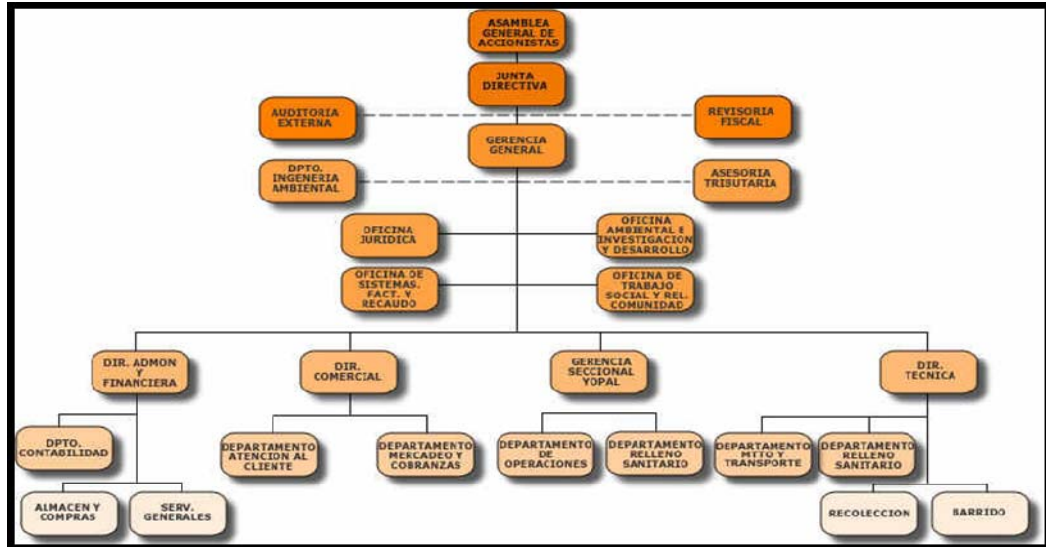 ASAMBLEA
GENERAL DE
ACCIONISTAS
JUNTA
DIRECTIVA
AUDITORIA
EXTERNA
REVISORIA
FISCAL
GERENCIA
GENERAL
DPTO.
INGENERIA
AMBIENTAL
ASESORIA
TRIBUTARIA
OFICINA
JURIDICA
OFICINA
AMBIENTAL E
INVESTIGACION
Y DESARROLLO
OFICINA DE
SISTEMAS.
FACT. Y
RECAUDO
OFICINA DE
TRABAJO
SOCIAL Y REL.
COMUNIDAD
DIR. ADMON
Y
FINANCIERA
DIR.
COMERCIAL
GERENCIA
SECCIONAL
YOPAL
DIR.
TECNICA
DPTO.
CONTABILIDAD
DEPARTAMENTO
ATENCION AL
CLIENTE
DEPARTAMENTO
MERCADEO Y
COBRANZAS
DEPARTAMENTO
DE
OPERACIONES
DEPARTAMENTO
RELLENO
SANITARIO
DEPARTAMENTO
MTTO Y
TRANSPORTE
DEPARTAMENTO
RELLENO
SANITARIO
ALMACEN Y
COMPRAS
SERV.
GENERALES
RECOLECCION
BARRIDO